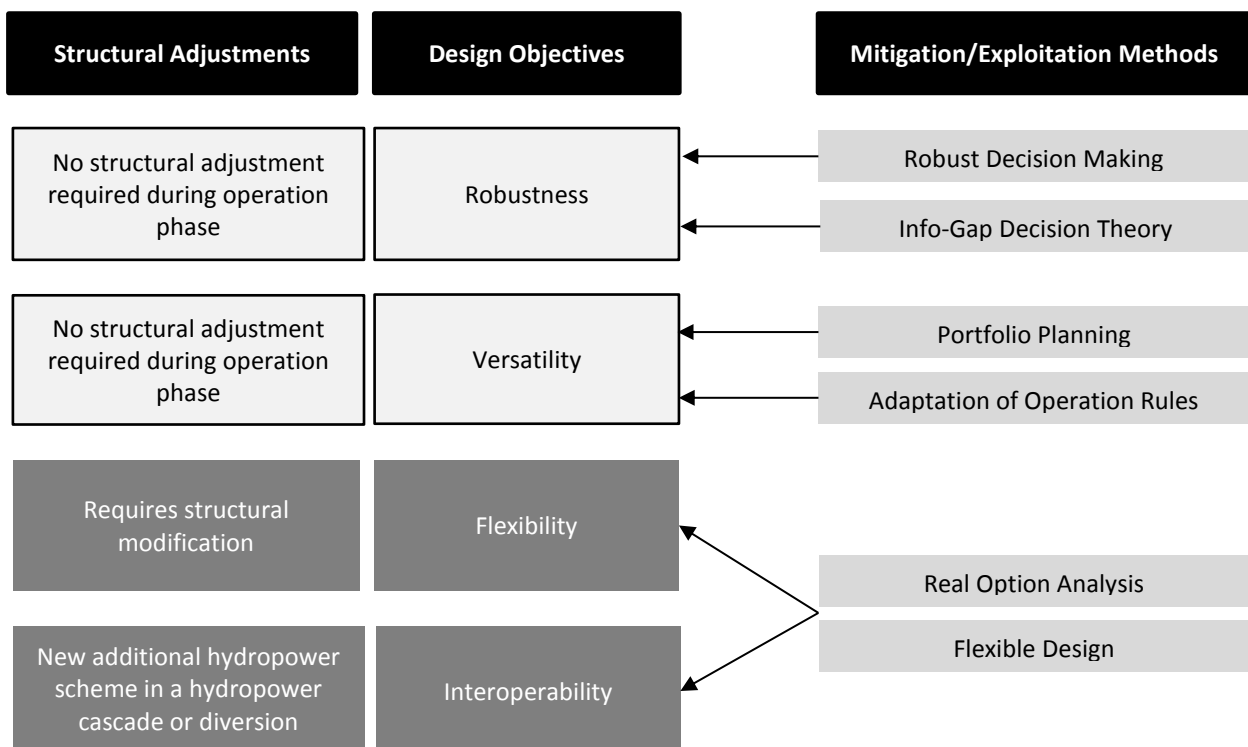 Structural Adjustments
Design Objectives
Mitigation/Exploitation Methods
No structural adjustment
required during operation
phase
Robustness
Robust Decision Making
Info-Gap Decision Theory
No structural adjustment
required during operation
phase
Versatility
Portfolio Planning
Adaptation of Operation Rules
Requires structural
modification
Flexibility
Real Option Analysis
Flexible Design
New additional hydropower
scheme in a hydropower
cascade or diversion
Interoperability